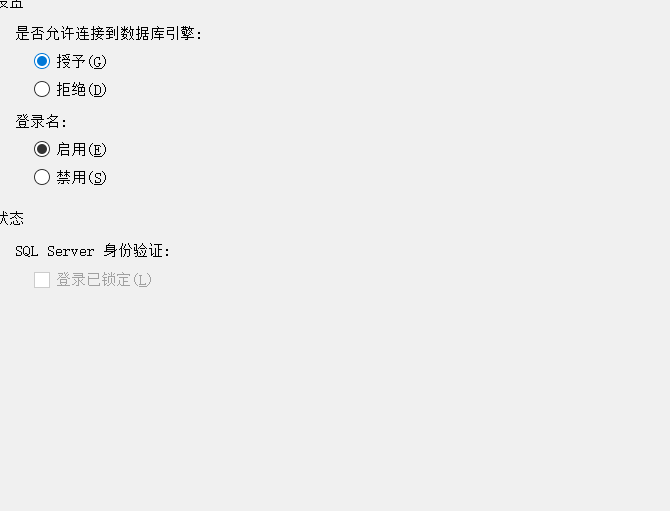 是否允许连接到数据库引擎:
授予(G)
拒绝(D)
登录名:
启用(E)
禁用(S)
状态
SQL Server 身份验证:
登录已锁定(L)